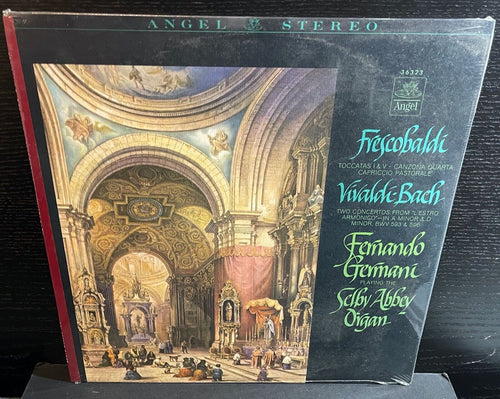 ANGEL STEREO
36323
Angel
Frescobaldi
TOCCATAS I & V - CANZONA QUARTA
CAPRICCIO PASTORALE
Vivaldi: Bach
TWO CONCERTOS FROM "L'ESTRO
ARMONICO"-IN A MINOR & D
MINOR, BWV 593 & 596
Fernando
Germani
PLAYING THE
Selby Abbey
Organ